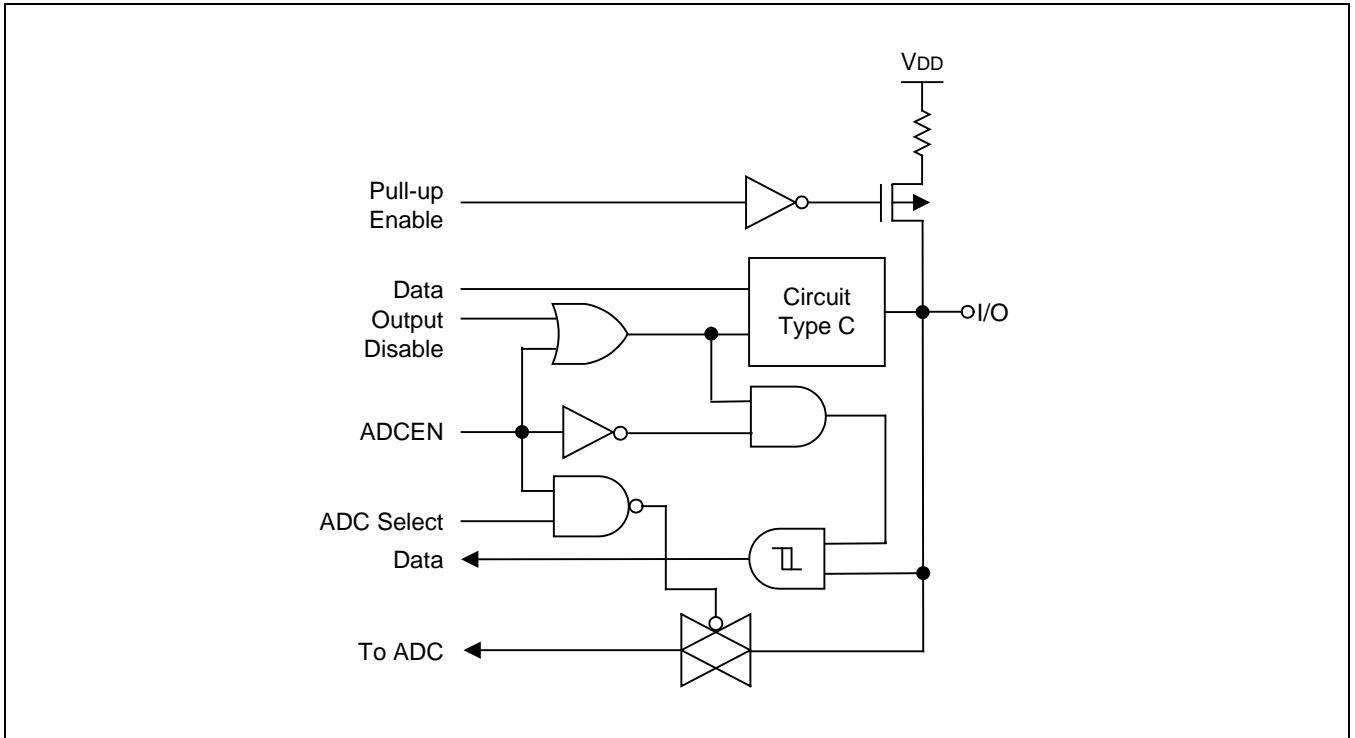 VDD
Pull-up
Enable
Data
Output
Disable
Circuit
Type C
I/O
ADCEN
ADC Select
Data
To ADC